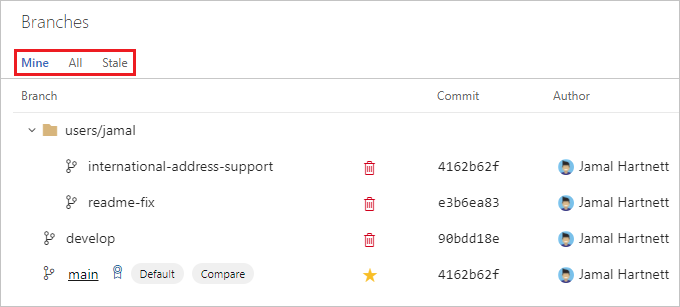 Branches
Mine All Stale
Branch Commit Author
users/jamal
international-address-support 4162b62f Jamal Hartnett
readme-fix e3b6ea83 Jamal Hartnett
develop 90bdd18e Jamal Hartnett
main Default Compare 4162b62f Jamal Hartnett